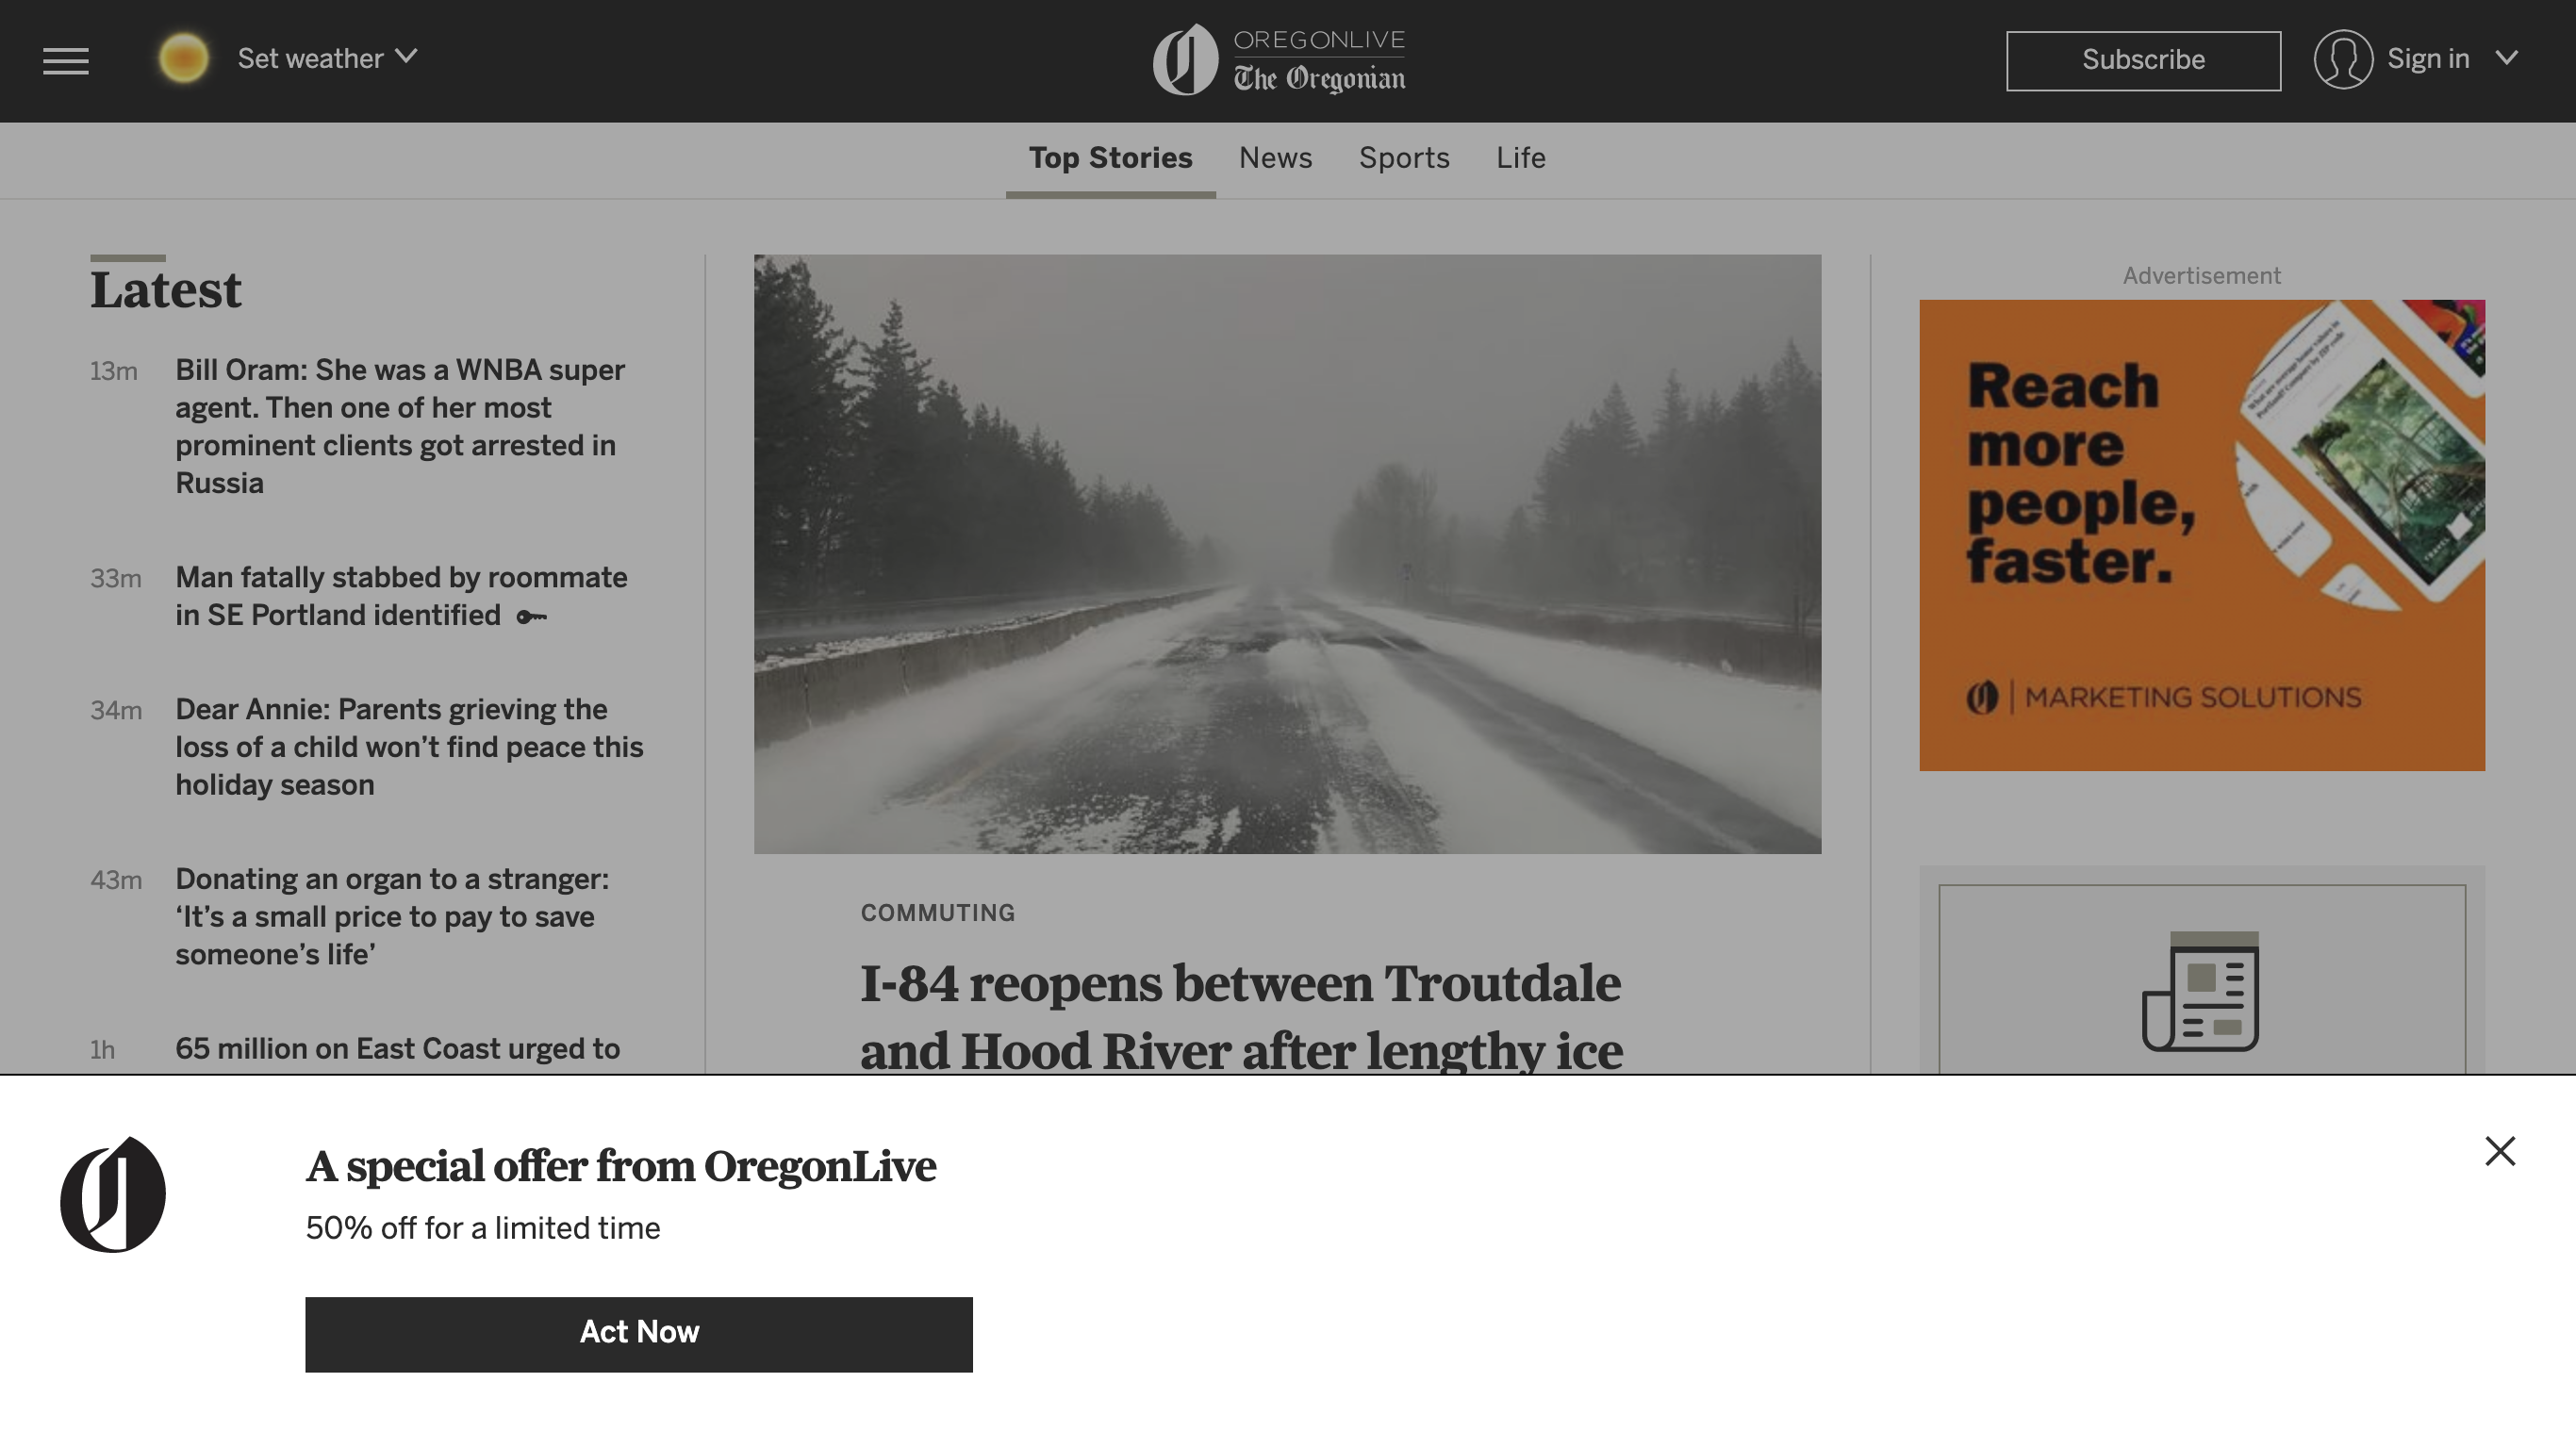 Set weather
OREGONLIVE
The Oregonian
Subscribe
Sign in
Top Stories
News
Sports
Life
Latest
13m
Bill Oram: She was a WNBA super
agent. Then one of her most
prominent clients got arrested in
Russia
33m
Man fatally stabbed by roommate
in SE Portland identified
34m
Dear Annie: Parents grieving the
loss of a child won’t find peace this
holiday season
43m
Donating an organ to a stranger:
‘It’s a small price to pay to save
someone’s life’
1h
65 million on East Coast urged to
COMMUTING
I-84 reopens between Troutdale
and Hood River after lengthy ice
Advertisement
Reach
more
people,
faster.
MARKETING SOLUTIONS
A special offer from OregonLive
50% off for a limited time
Act Now